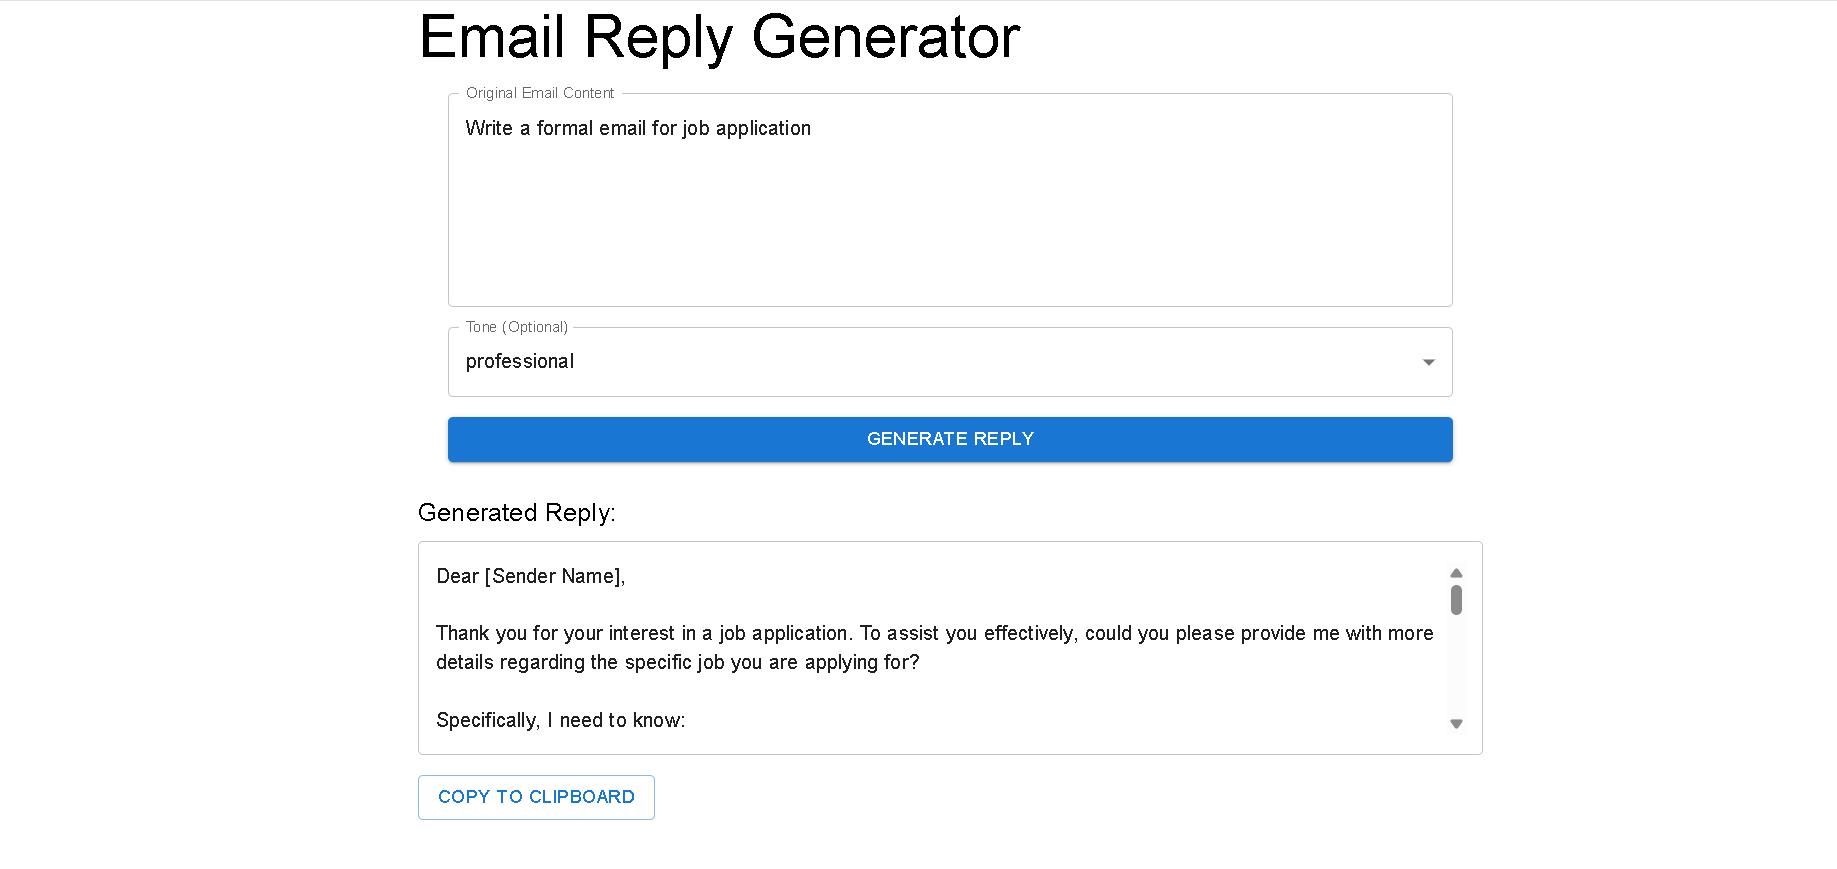 Email Reply Generator
Original Email Content
Write a formal email for job application
Tone (Optional)
professional
GENERATE REPLY
Generated Reply:
Dear [Sender Name],
Thank you for your interest in a job application. To assist you effectively, could you please provide me with more
details regarding the specific job you are applying for?
Specifically, I need to know:
COPY TO CLIPBOARD